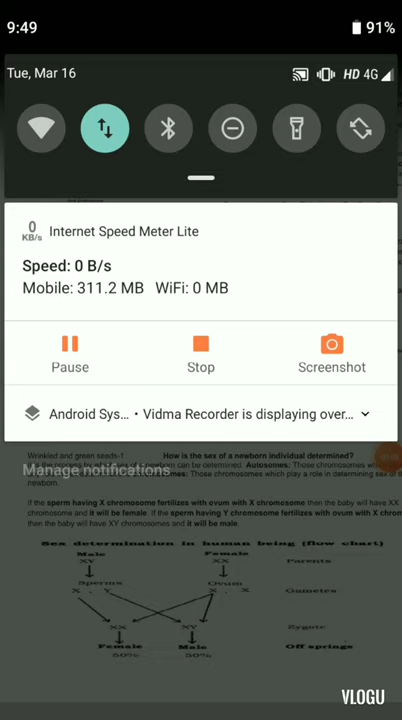 9:49
91%
Tue, Mar 16
HD 4G
0
KB/s
Internet Speed Meter Lite
Speed: 0 B/s
Mobile: 311.2 MB WiFi: 0 MB
Pause
Stop
Screenshot
Android Sys... • Vidma Recorder is displaying over...
Wrinkled and green seeds-1
How is the sex of a newborn individual determined?
Manage notifications
newborn.
If the sperm having X chromosome fertilizes with ovum with X chromosome then the baby will have XX
chromosome and it will be female. If the sperm having Y chromosome fertilizes with ovum with X chrom
then the baby will have XY chromosomes and it will be male.
Sex determination in human being (flow chart)
Male
Female
XY
XX
Parents
Sperms
Ovum
X , Y
X , X
Gametes
XX
XY
Zygote
Female
Male
Off springs
50%
50%
VLOGU